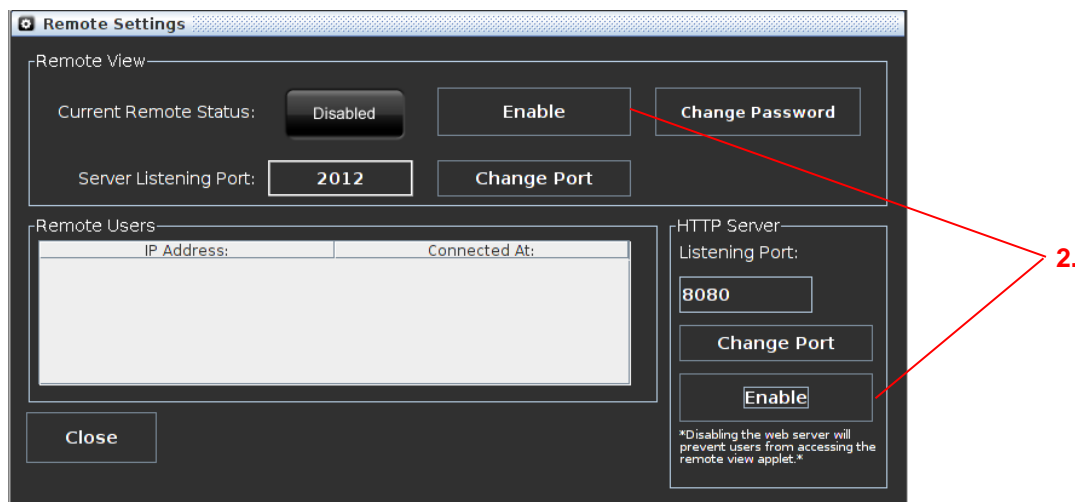 Remote Settings
Remote View
Current Remote Status: Disabled Enable Change Password
Server Listening Port: 2012 Change Port
Remote Users
IP Address: Connected At:
HTTP Server
Listening Port:
8080
Change Port
Enable
*Disabling the web server will
prevent users from accessing the
remote view applet.*
Close
2.